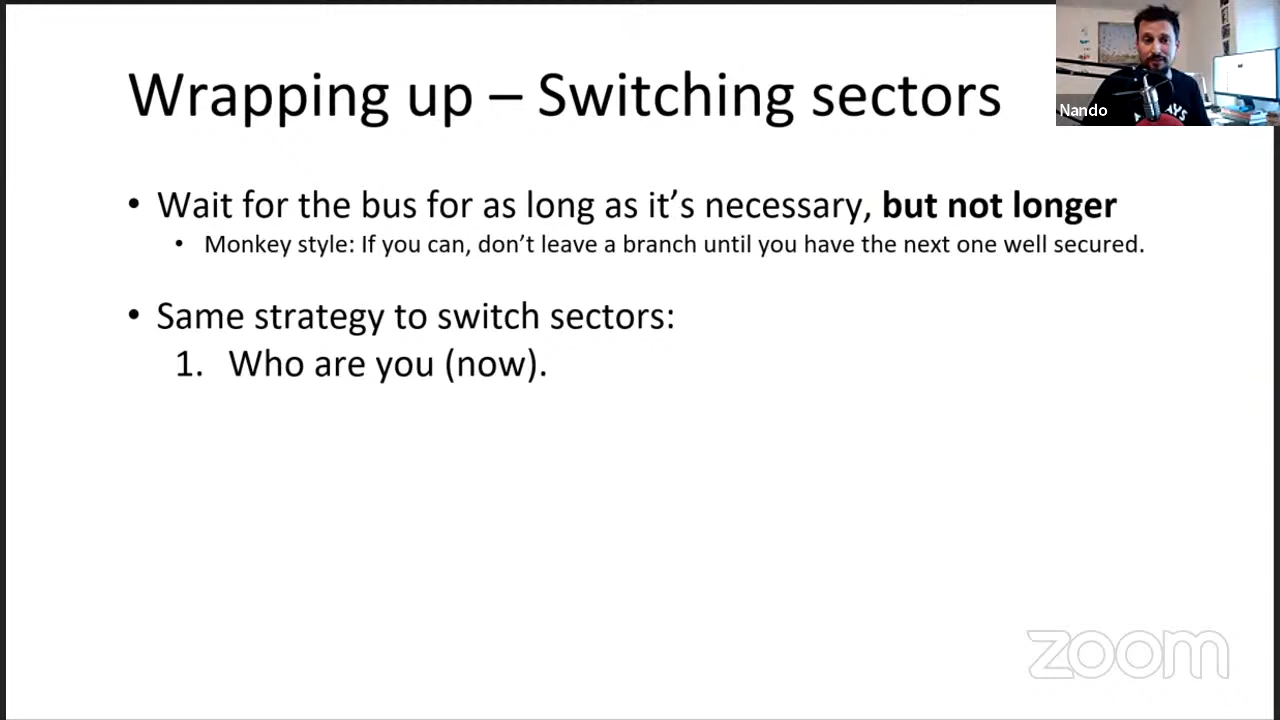 Wrapping up – Switching sectors
Nando
• Wait for the bus for as long as it's necessary, but not longer
• Monkey style: If you can, don't leave a branch until you have the next one well secured.
• Same strategy to switch sectors:
1. Who are you (now).
zoom